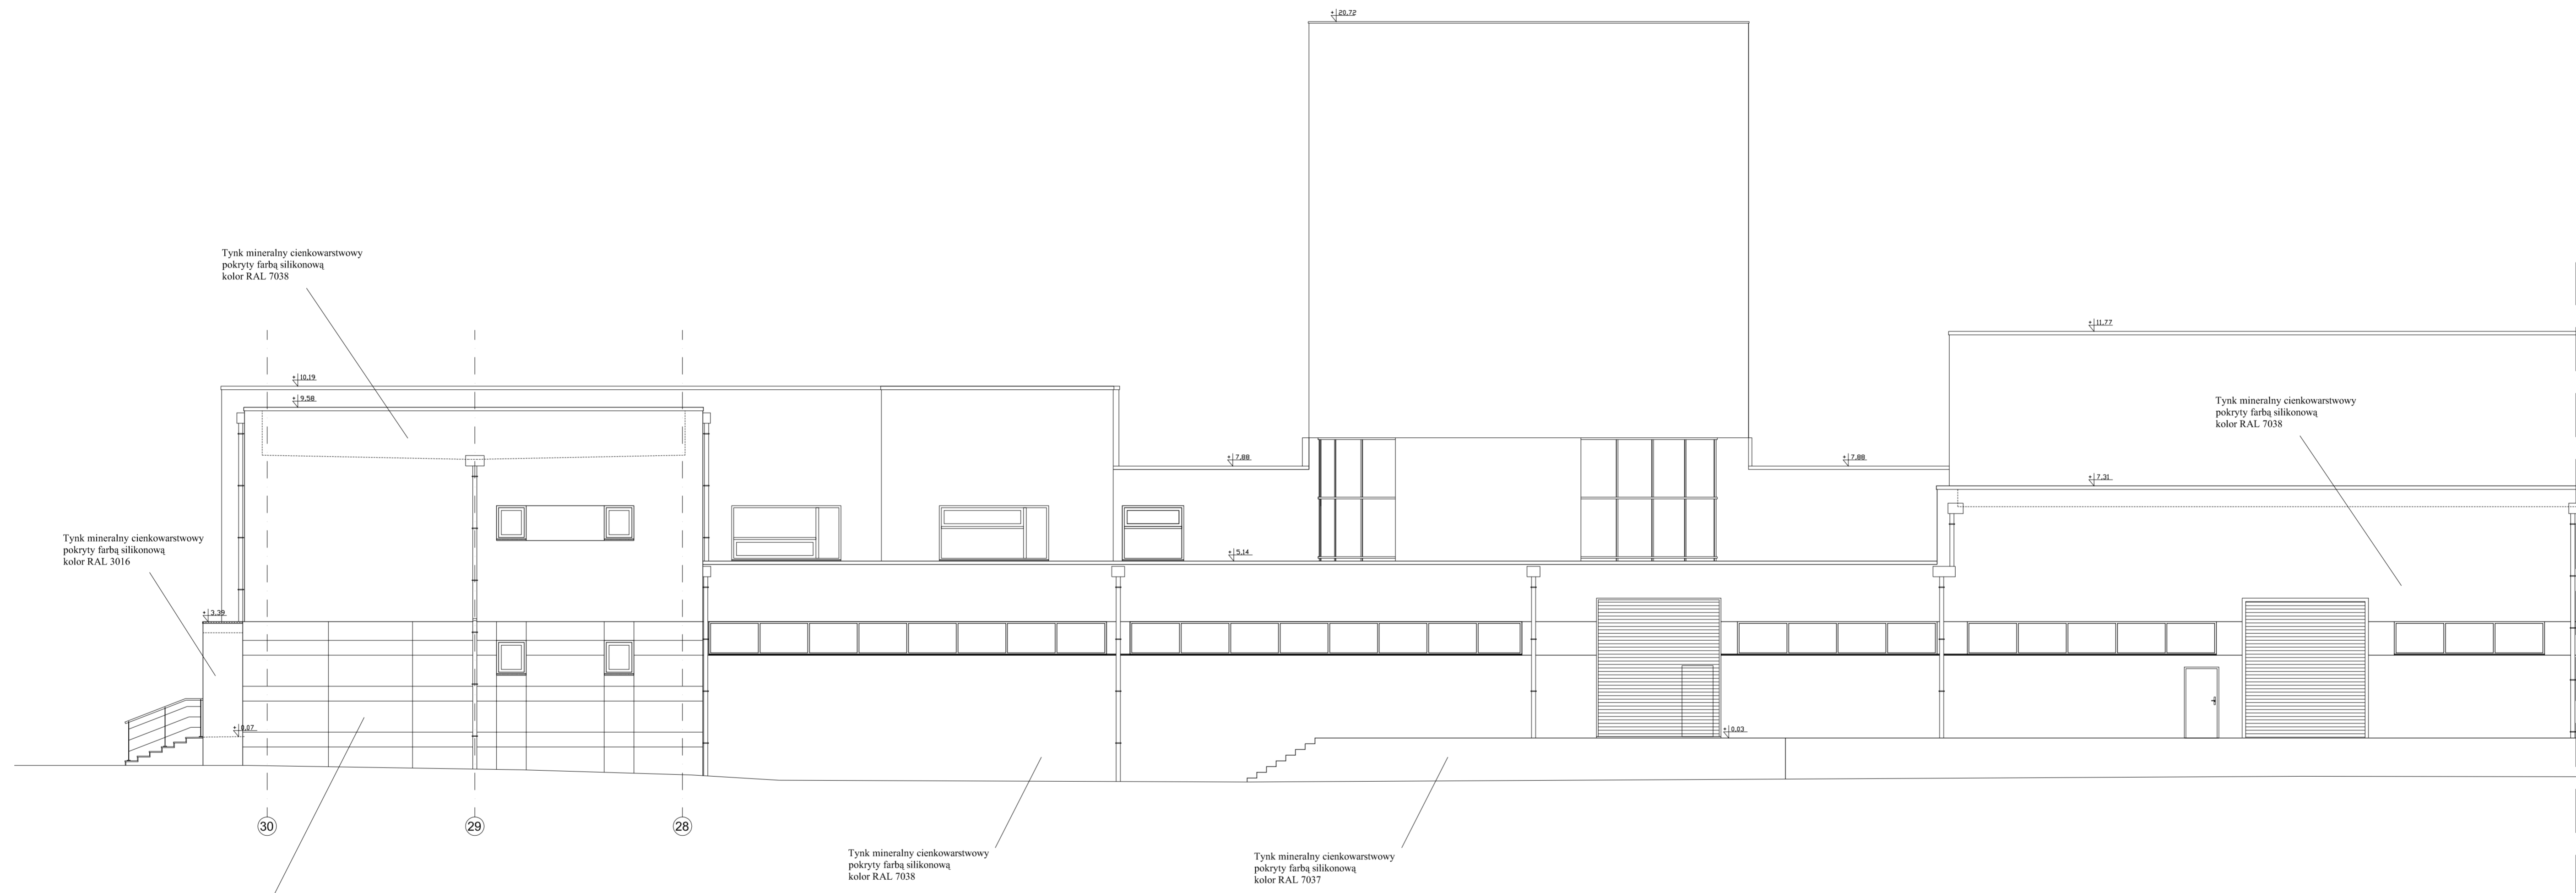 + 20,72
Tynk mineralny cienkowarstwowy
pokryty farbą silikonową
kolor RAL 7038
+ 11,77
+ 10,19
+ 9,58
Tynk mineralny cienkowarstwowy
pokryty farbą silikonową
kolor RAL 7038
+ 7,88
+ 7,88
+ 7,31
Tynk mineralny cienkowarstwowy
pokryty farbą silikonową
kolor RAL 3016
+ 5,14
+ 3,39
+ 0,07
+ 0,03
30
29
28
Tynk mineralny cienkowarstwowy
pokryty farbą silikonową
kolor RAL 7038
Tynk mineralny cienkowarstwowy
pokryty farbą silikonową
kolor RAL 7037